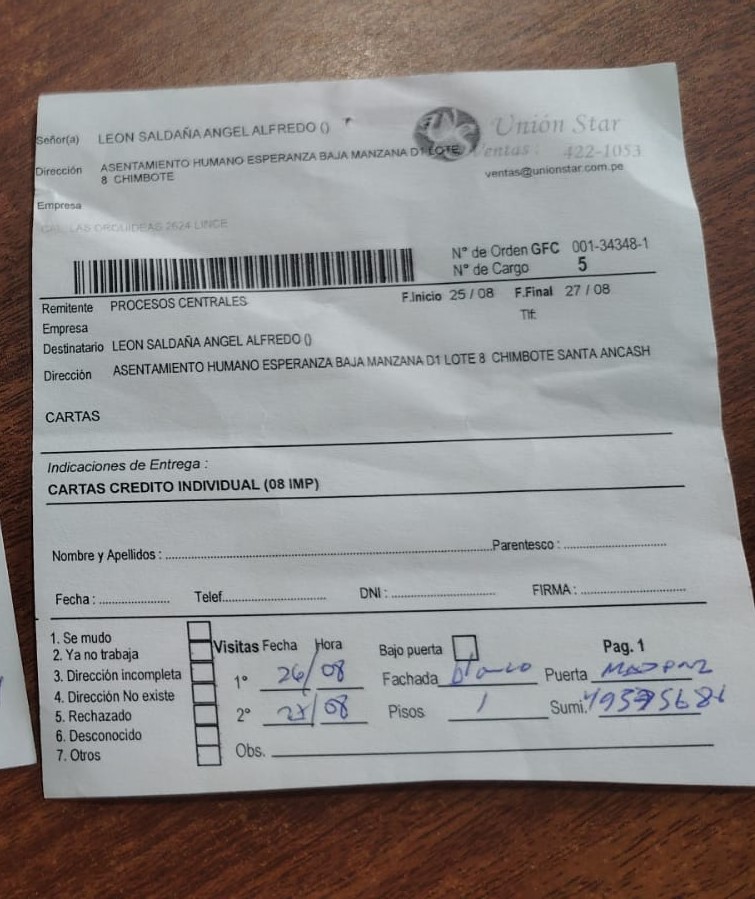 Señor(a) LEON SALDAÑA ANGEL ALFREDO ()
Unión Star
Ventas : 422-1053
ventas@unionstar.com.pe
Dirección ASENTAMIENTO HUMANO ESPERANZA BAJA MANZANA D1 LOTE
8 CHIMBOTE
Empresa
CAL. LAS ORQUIDEAS 2624 LINCE
N° de Orden GFC 001-34348-1
N° de Cargo 5
Remitente PROCESOS CENTRALES F.Inicio 25 / 08 F.Final 27 / 08
Empresa Tlf:
Destinatario LEON SALDAÑA ANGEL ALFREDO ()
Dirección ASENTAMIENTO HUMANO ESPERANZA BAJA MANZANA D1 LOTE 8 CHIMBOTE SANTA ANCASH
CARTAS
Indicaciones de Entrega :
CARTAS CREDITO INDIVIDUAL (08 IMP)
Nombre y Apellidos : Parentesco :
Fecha : Telef. DNI : FIRMA :
1. Se mudo
2. Ya no trabaja
3. Dirección incompleta
4. Dirección No existe
5. Rechazado
6. Desconocido
7. Otros
Visitas Fecha Hora Bajo puerta Pag. 1
1° 26/08 Fachada blanco Puerta
2° /08 Pisos 1 Sumi.
Obs.